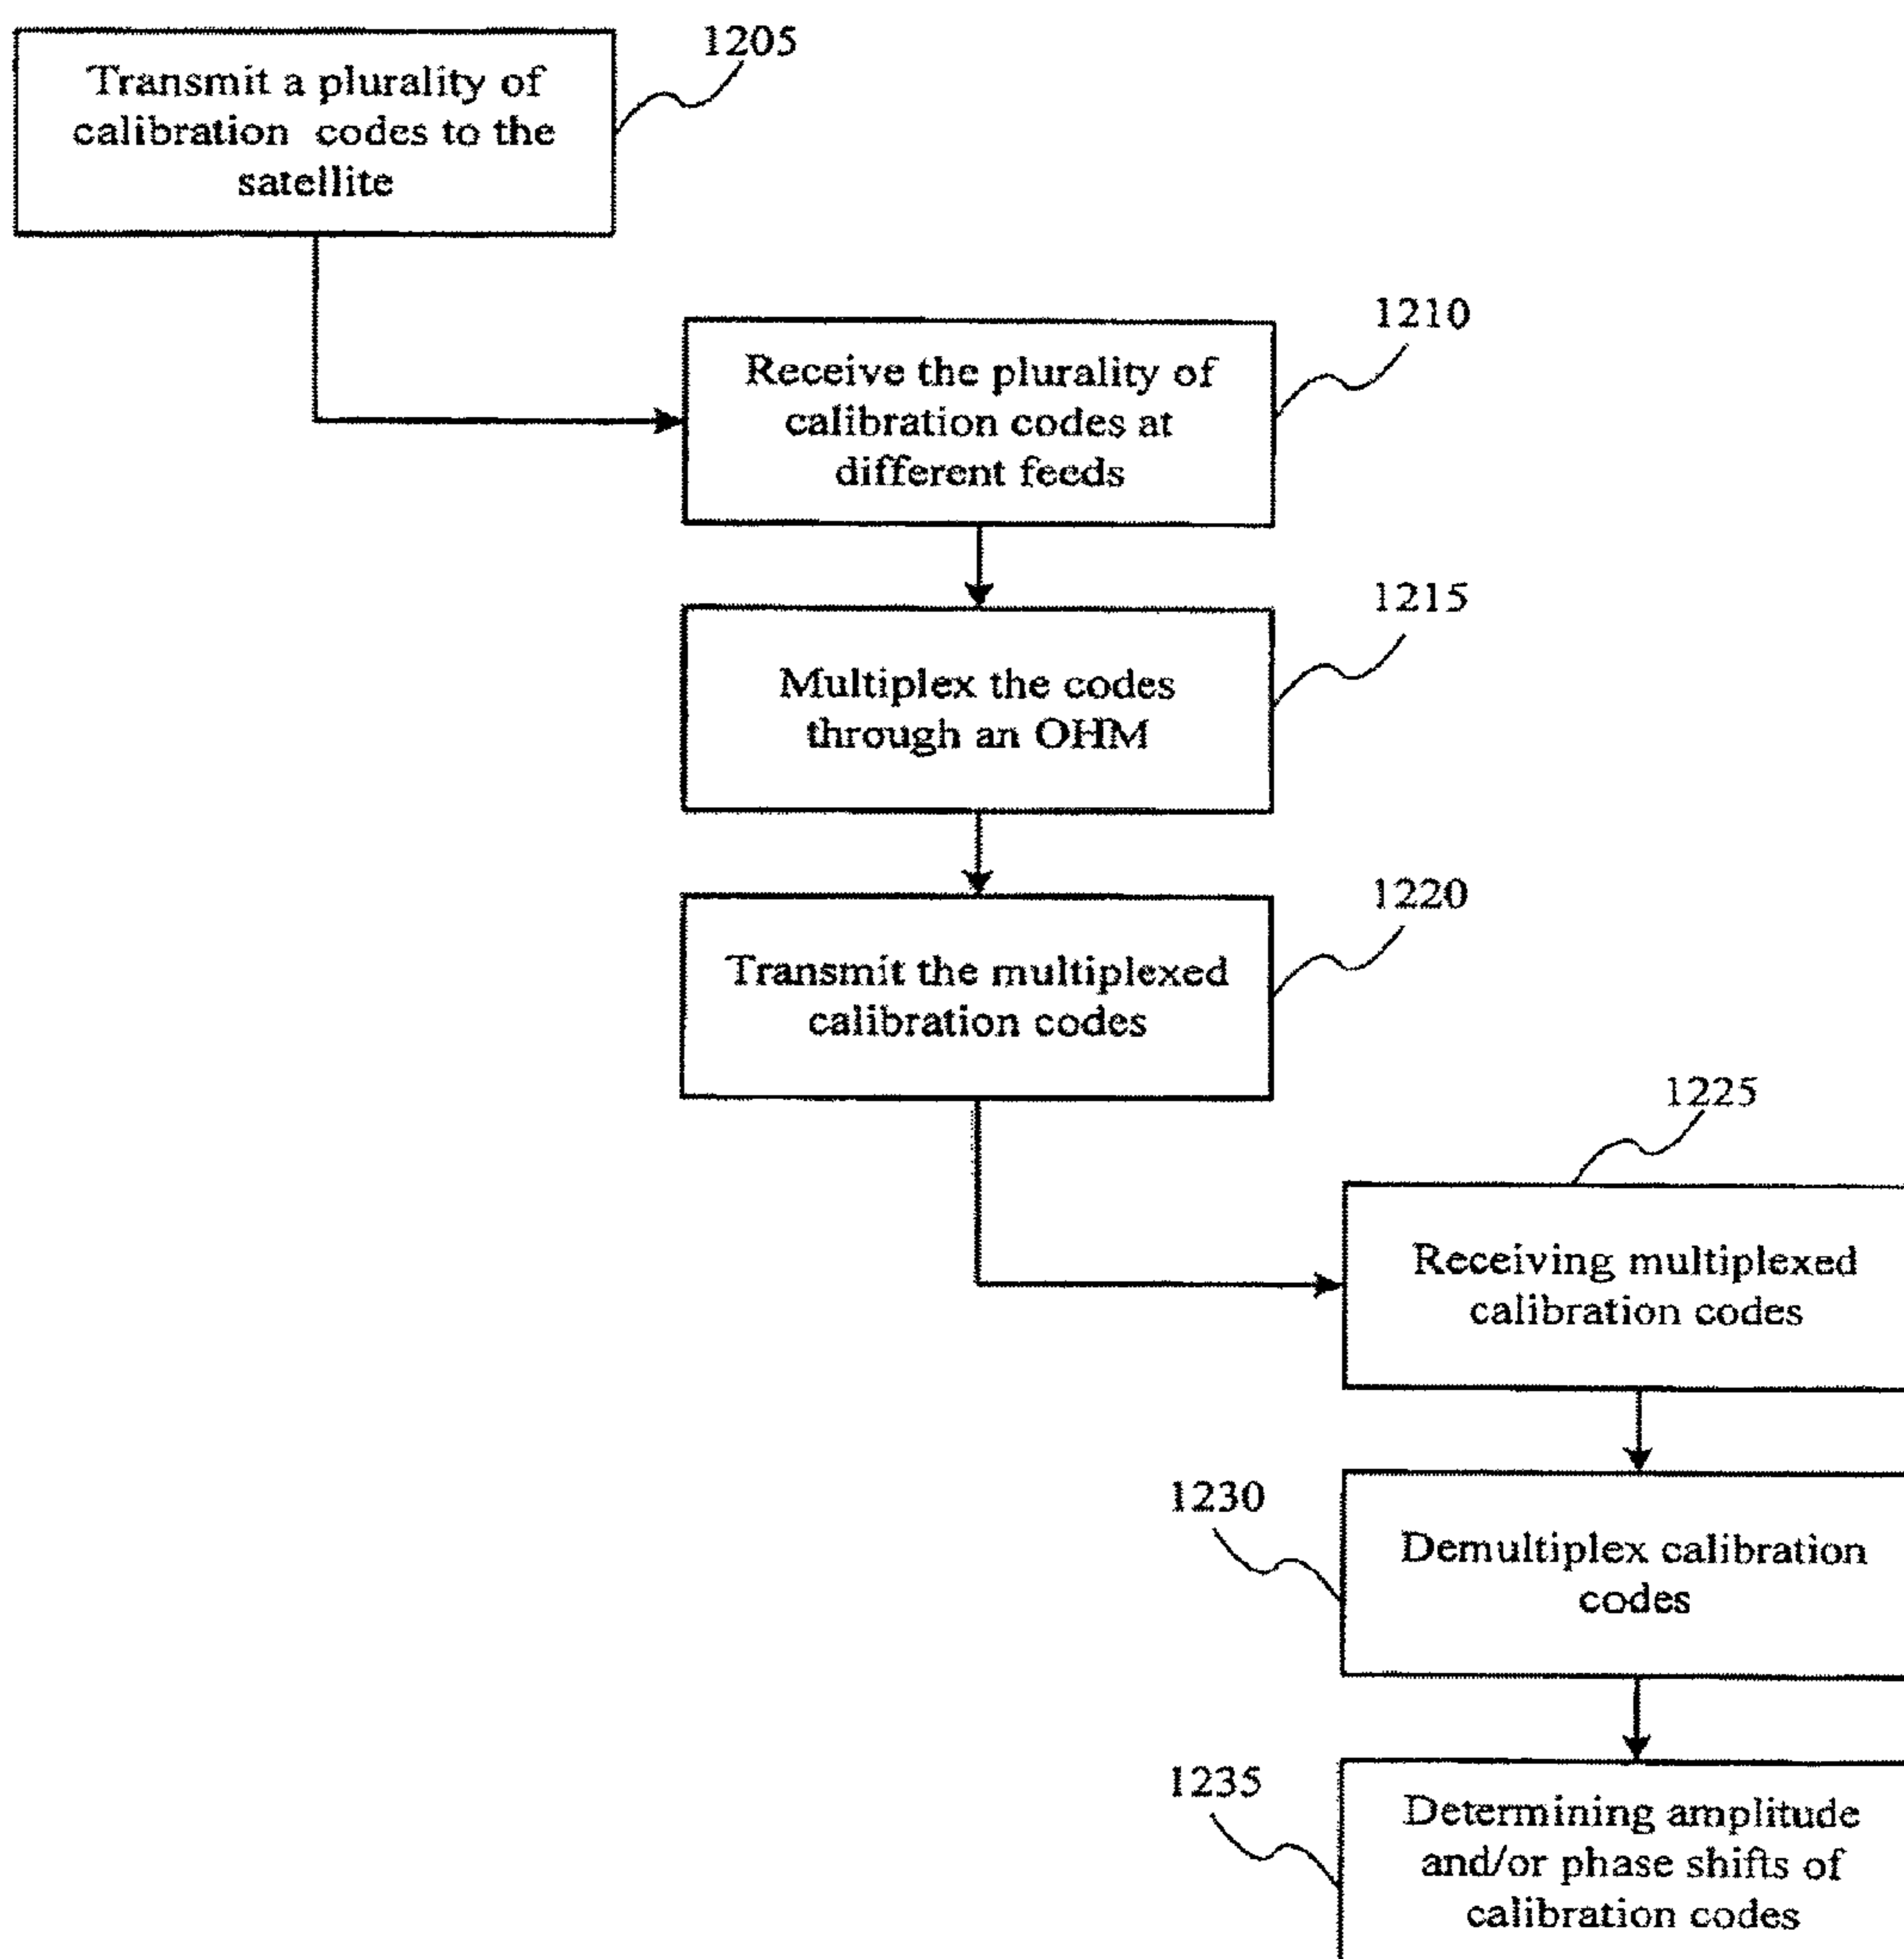 1205
Transmit a plurality of
calibration codes to the
satellite
1210
Receive the plurality of
calibration codes at
different feeds
1215
Multiplex the codes
through an OHM
1220
Transmit the multiplexed
calibration codes
1225
Receiving multiplexed
calibration codes
1230
Demultiplex calibration
codes
1235
Determining amplitude
and/or phase shifts of
calibration codes